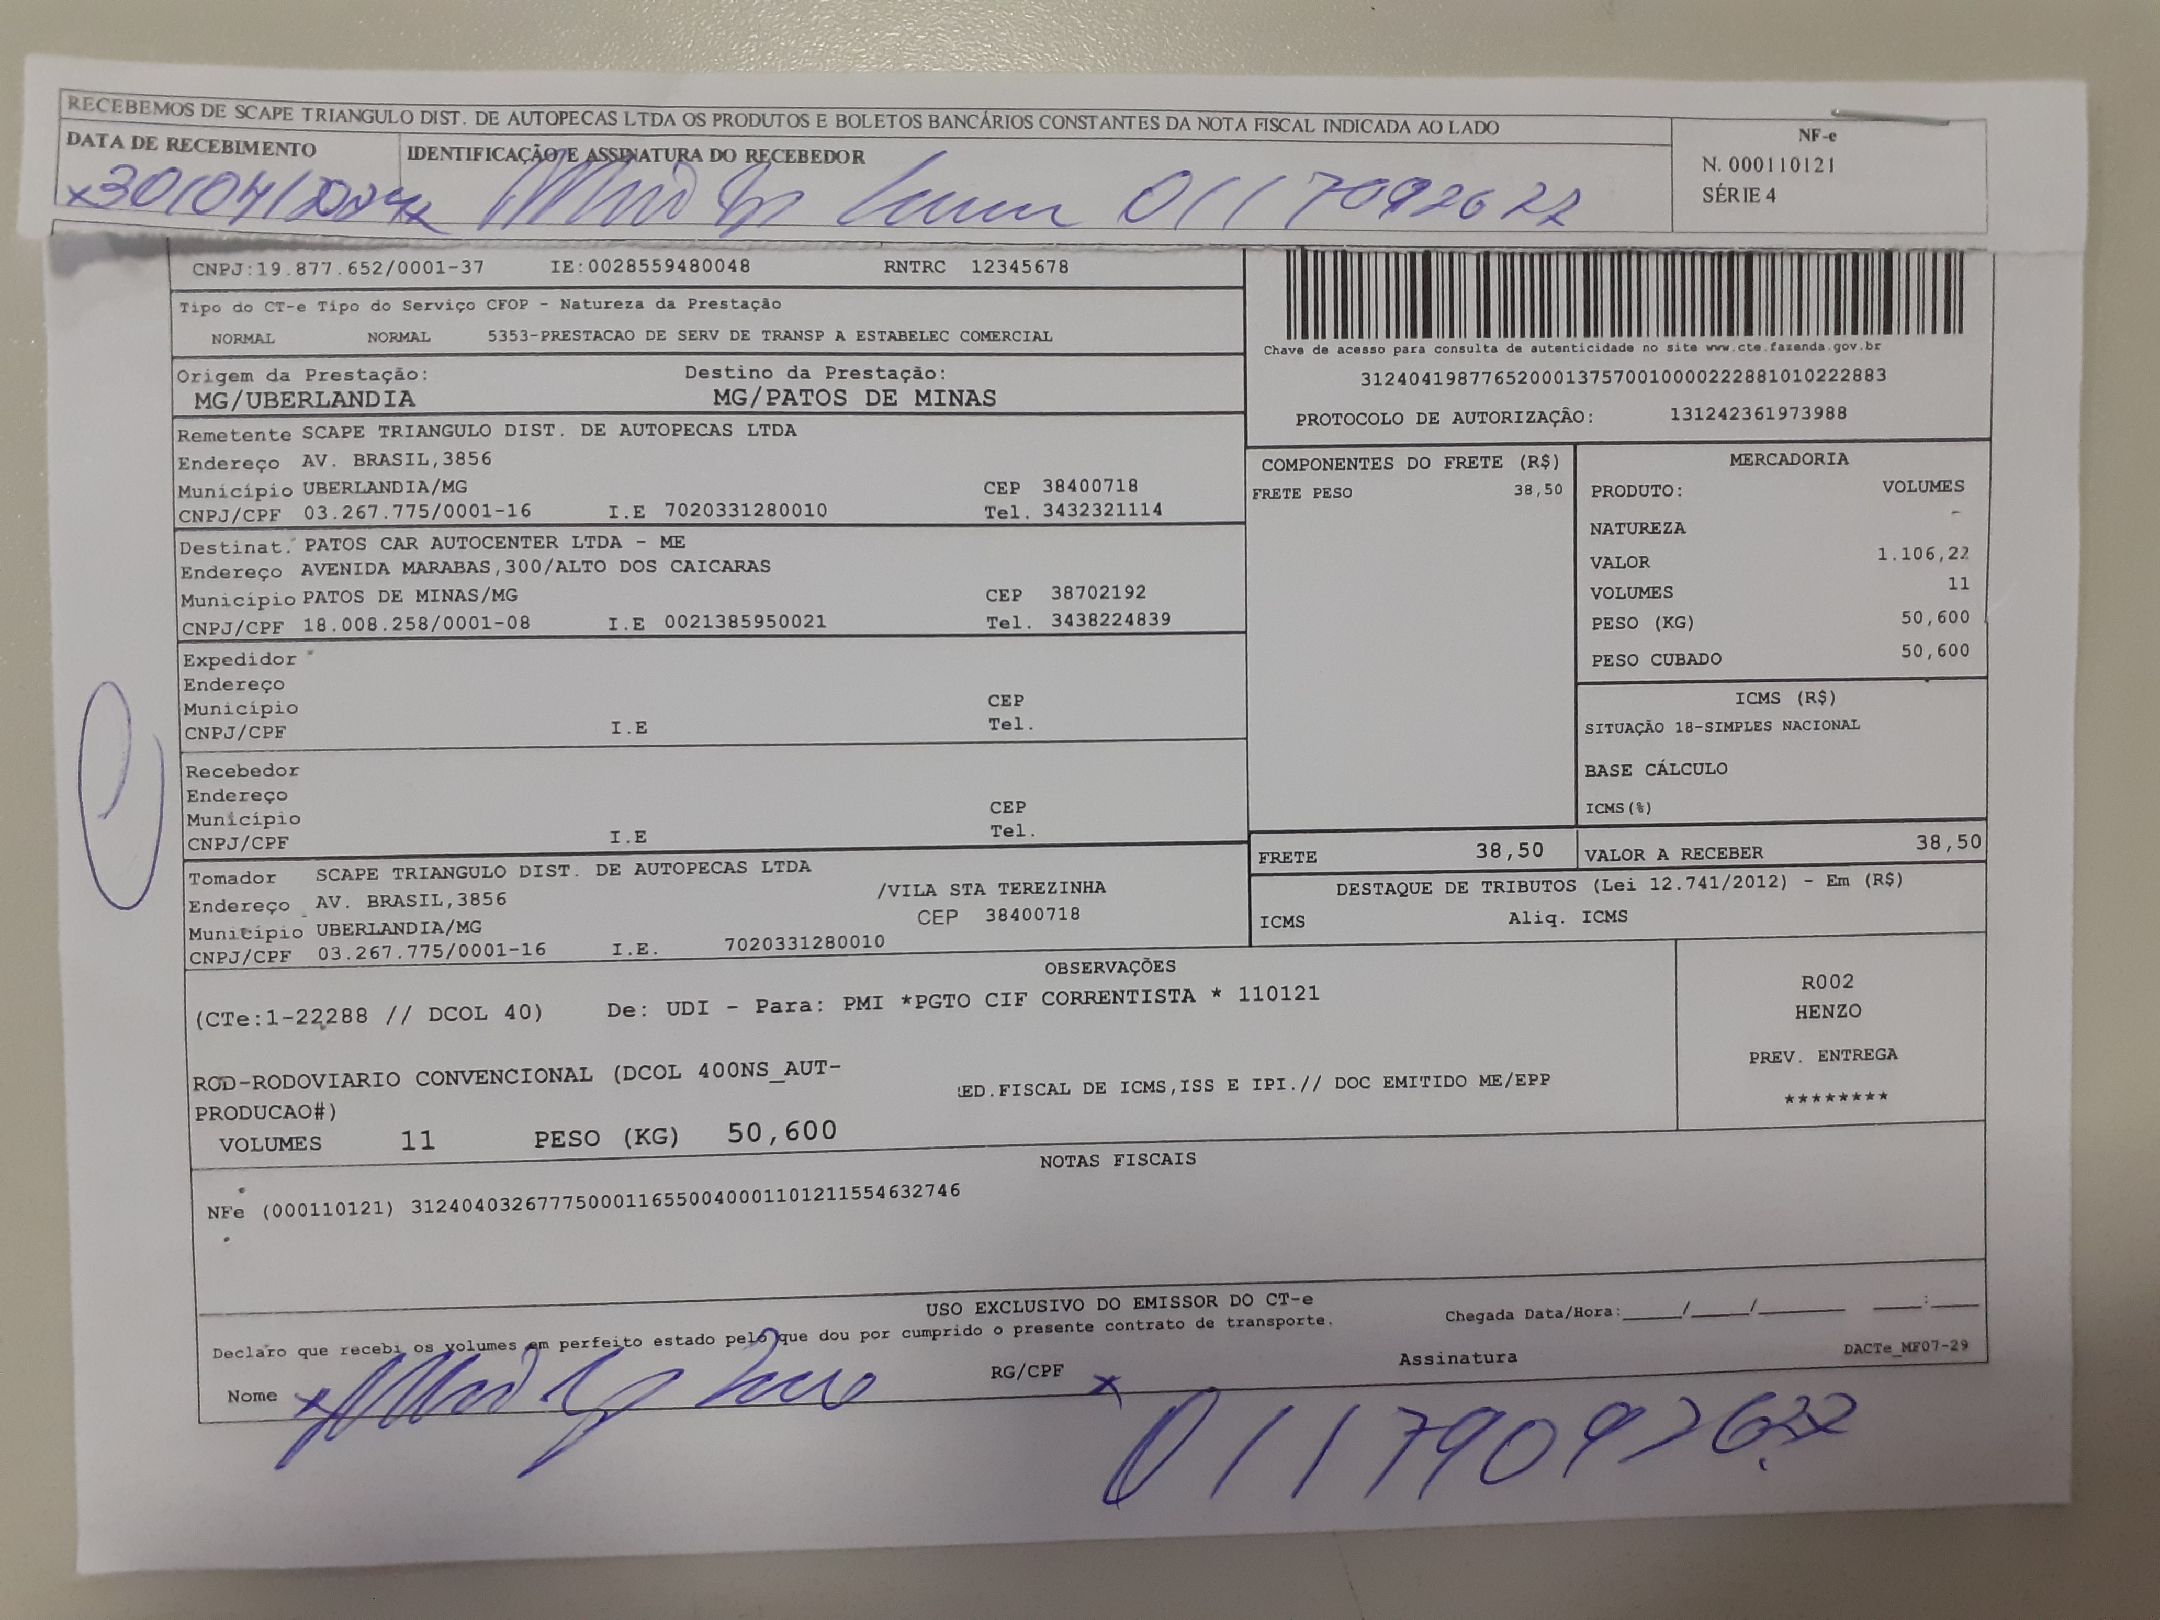 RECEBEMOS DE SCAPE TRIANGULO DIST. DE AUTOPECAS LTDA OS PRODUTOS E BOLETOS BANCÁRIOS CONSTANTES DA NOTA FISCAL INDICADA AO LADO
DATA DE RECEBIMENTO IDENTIFICAÇÃO E ASSINATURA DO RECEBEDOR
NF-e
N. 000110121
SÉRIE 4
x30/04/2024
CNPJ:19.877.652/0001-37 IE:0028559480048 RNTRC 12345678
Tipo do CT-e Tipo do Serviço CFOP - Natureza da Prestação
NORMAL NORMAL 5353-PRESTACAO DE SERV DE TRANSP A ESTABELEC COMERCIAL
Chave de acesso para consulta de autenticidade no site www.cte.fazenda.gov.br
31240419877652000137570010000222881010222883
PROTOCOLO DE AUTORIZAÇÃO: 131242361973988
Origem da Prestação: Destino da Prestação:
MG/UBERLANDIA MG/PATOS DE MINAS
Remetente SCAPE TRIANGULO DIST. DE AUTOPECAS LTDA
Endereço AV. BRASIL,3856
Município UBERLANDIA/MG CEP 38400718
CNPJ/CPF 03.267.775/0001-16 I.E 7020331280010 Tel. 3432321114
Destinat. PATOS CAR AUTOCENTER LTDA - ME
Endereço AVENIDA MARABAS,300/ALTO DOS CAICARAS
Município PATOS DE MINAS/MG CEP 38702192
CNPJ/CPF 18.008.258/0001-08 I.E 0021385950021 Tel. 3438224839
Expedidor
Endereço
Município CEP
CNPJ/CPF I.E Tel.
Recebedor
Endereço
Município CEP
CNPJ/CPF I.E Tel.
Tomador SCAPE TRIANGULO DIST. DE AUTOPECAS LTDA
Endereço AV. BRASIL,3856 /VILA STA TEREZINHA
Município UBERLANDIA/MG CEP 38400718
CNPJ/CPF 03.267.775/0001-16 I.E. 7020331280010
COMPONENTES DO FRETE (R$)
FRETE PESO 38,50
MERCADORIA
PRODUTO: VOLUMES
NATUREZA
VALOR 1.106,22
VOLUMES 11
PESO (KG) 50,600
PESO CUBADO 50,600
ICMS (R$)
SITUAÇÃO 18-SIMPLES NACIONAL
BASE CÁLCULO
ICMS(%)
FRETE 38,50 VALOR A RECEBER 38,50
DESTAQUE DE TRIBUTOS (Lei 12.741/2012) - Em (R$)
ICMS Aliq. ICMS
OBSERVAÇÕES
(CTe:1-22288 // DCOL 40) De: UDI - Para: PMI *PGTO CIF CORRENTISTA * 110121
ROD-RODOVIARIO CONVENCIONAL (DCOL 400NS_AUT-
PRODUCAO#)
ED.FISCAL DE ICMS,ISS E IPI.// DOC EMITIDO ME/EPP
VOLUMES 11 PESO (KG) 50,600
R002
HENZO
PREV. ENTREGA
********
NOTAS FISCAIS
NFe (000110121) 31240403267775000116550040001101211554632746
USO EXCLUSIVO DO EMISSOR DO CT-e
Declaro que recebi os volumes em perfeito estado pelo que dou por cumprido o presente contrato de transporte.
Chegada Data/Hora:_____/_____/________ ____:____
Nome RG/CPF Assinatura
DACTe_MF07-29